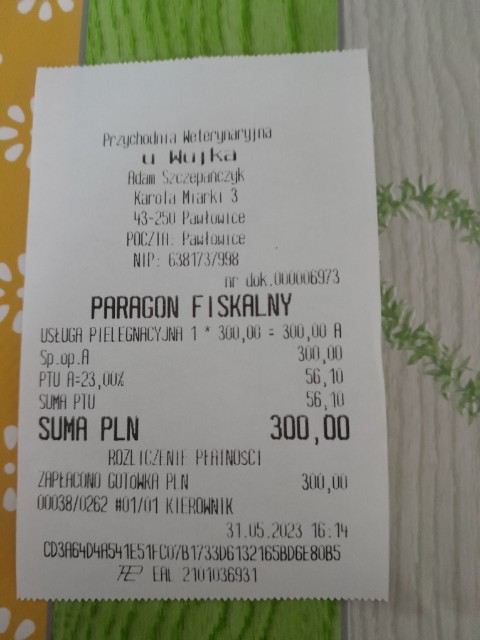 Przychodnia Weterynaryjna
u Wujka
Adam Szczepańczyk
Karola Miarki 3
43-250 Pawłowice
POCZTA: Pawłowice
NIP: 6381737998
nr dok.000006973
PARAGON FISKALNY
USŁUGA PIELEGNACYJNA 1 * 300,00 = 300,00 A
Sp.op.A 300,00
PTU A=23,00% 56,10
SUMA PTU 56,10
SUMA PLN 300,00
ROZLICZENIE PŁATNOŚCI
ZAPŁACONO GOTÓWKA PLN 300,00
00038/0262 #01/01 KIEROWNIK
31.05.2023 16:14
CD3A64D4A541E51FC07B1733D6132165BD6E80B5
EAL 2101036931